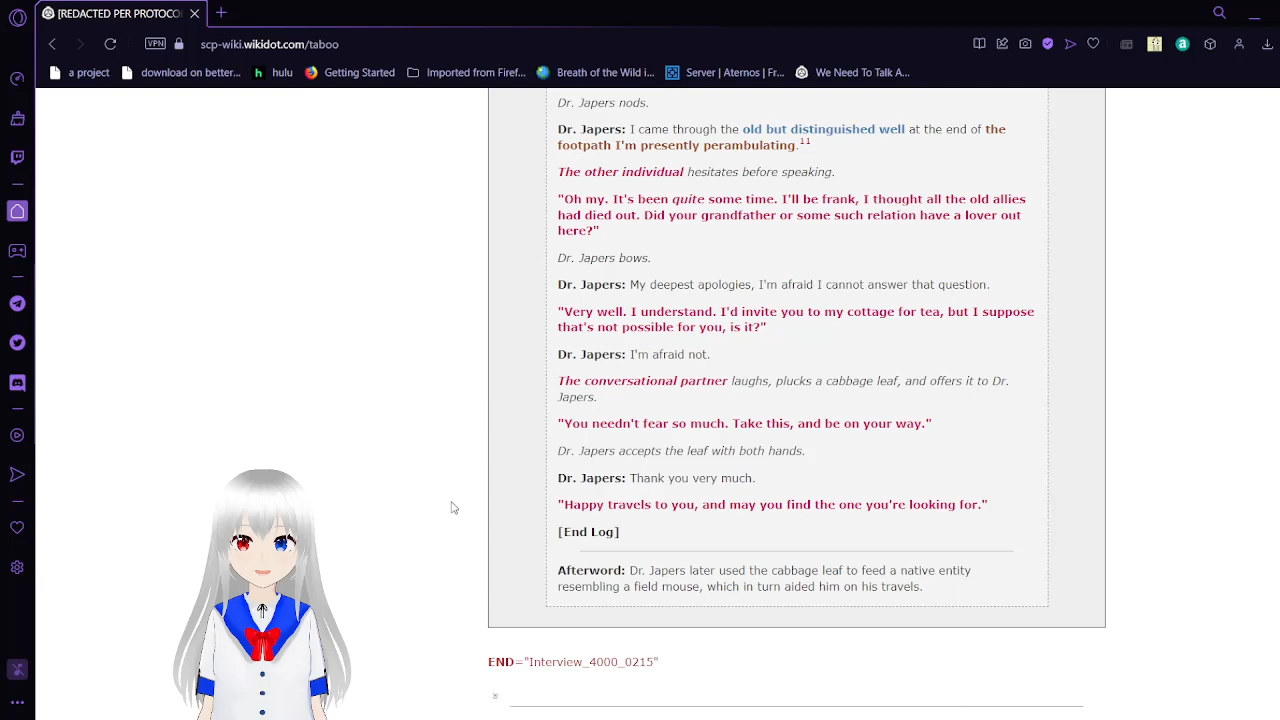 [REDACTED PER PROTOCO
VPN
scp-wiki.wikidot.com/taboo
a project
download on better...
hulu
Getting Started
Imported from Firef...
Breath of the Wild i...
Server | Aternos | Fr...
We Need To Talk A...
Dr. Japers nods.
Dr. Japers: I came through the old but distinguished well at the end of the
footpath I'm presently perambulating.11
The other individual hesitates before speaking.
"Oh my. It's been quite some time. I'll be frank, I thought all the old allies
had died out. Did your grandfather or some such relation have a lover out
here?"
Dr. Japers bows.
Dr. Japers: My deepest apologies, I'm afraid I cannot answer that question.
"Very well. I understand. I'd invite you to my cottage for tea, but I suppose
that's not possible for you, is it?"
Dr. Japers: I'm afraid not.
The conversational partner laughs, plucks a cabbage leaf, and offers it to Dr.
Japers.
"You needn't fear so much. Take this, and be on your way."
Dr. Japers accepts the leaf with both hands.
Dr. Japers: Thank you very much.
"Happy travels to you, and may you find the one you're looking for."
[End Log]
Afterword: Dr. Japers later used the cabbage leaf to feed a native entity
resembling a field mouse, which in turn aided him on his travels.
END="Interview_4000_0215"